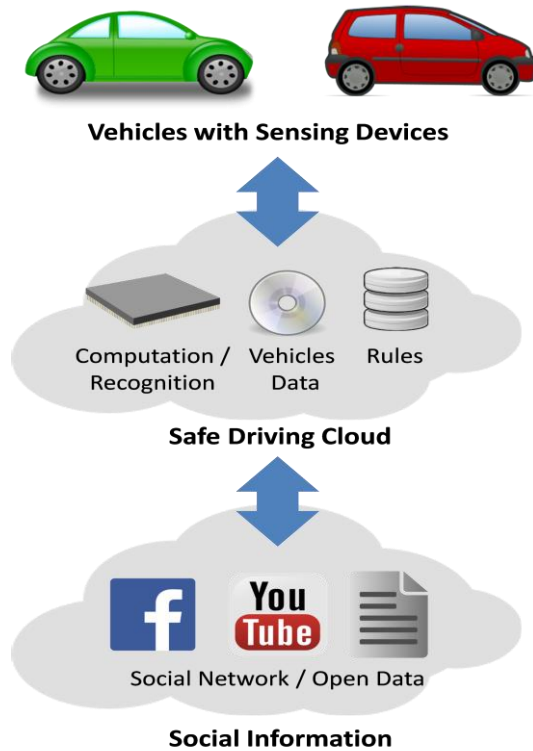 Vehicles with Sensing Devices
Computation /
Recognition
Vehicles
Data
Rules
Safe Driving Cloud
f
You
Tube
Social Network / Open Data
Social Information